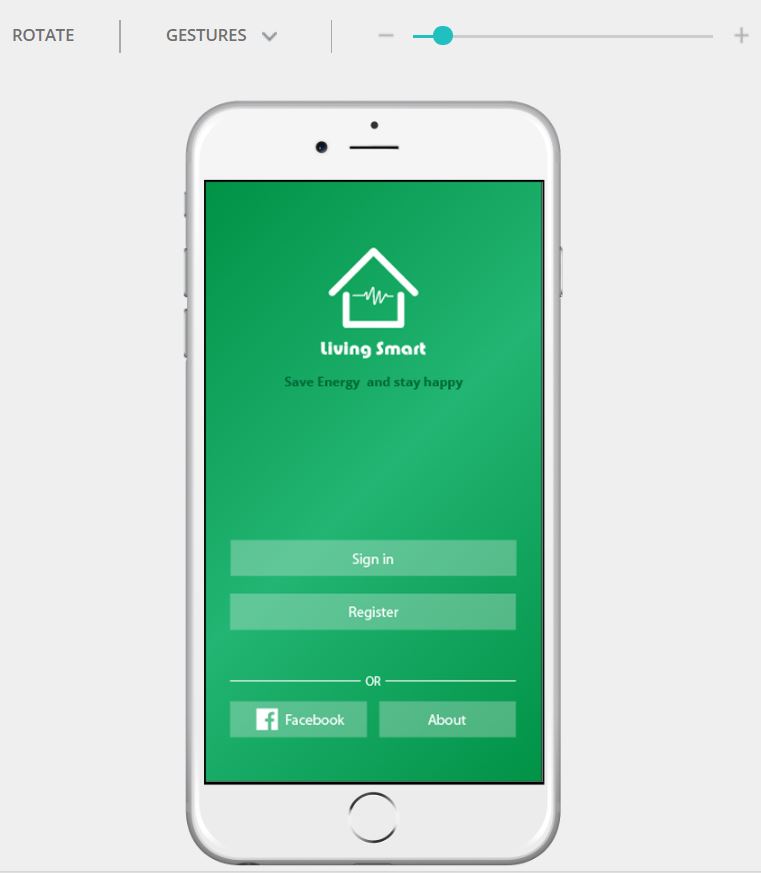 ROTATE GESTURES
Living Smart
Save Energy  and stay happy
Sign in
Register
OR
Facebook About